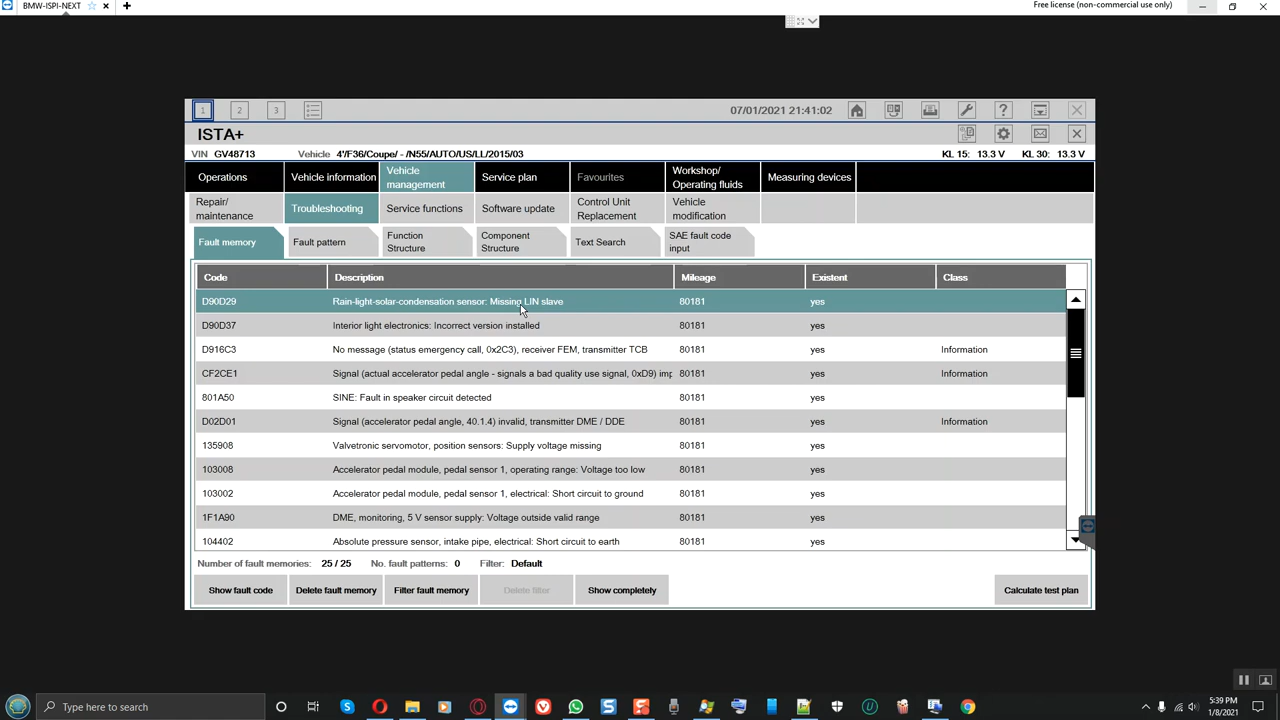 BMW-ISPI-NEXT
Free license (non-commercial use only)
1 2 3
07/01/2021 21:41:02
ISTA+
VIN GV48713 Vehicle 4'/F36/Coupe/ - /N55/AUTO/US/LL/2015/03 KL 15: 13.3 V KL 30: 13.3 V
Operations
Vehicle information
Vehicle
management
Service plan
Favourites
Workshop/
Operating fluids
Measuring devices
Repair/
maintenance
Troubleshooting
Service functions
Software update
Control Unit
Replacement
Vehicle
modification
Fault memory
Fault pattern
Function
Structure
Component
Structure
Text Search
SAE fault code
input
Code Description Mileage Existent Class
D90D29 Rain-light-solar-condensation sensor: Missing LIN slave 80181 yes
D90D37 Interior light electronics: Incorrect version installed 80181 yes
D916C3 No message (status emergency call, 0x2C3), receiver FEM, transmitter TCB 80181 yes Information
CF2CE1 Signal (actual accelerator pedal angle - signals a bad quality use signal, 0xD9) imp 80181 yes Information
801A50 SINE: Fault in speaker circuit detected 80181 yes
D02D01 Signal (accelerator pedal angle, 40.1.4) invalid, transmitter DME / DDE 80181 yes Information
135908 Valvetronic servomotor, position sensors: Supply voltage missing 80181 yes
103008 Accelerator pedal module, pedal sensor 1, operating range: Voltage too low 80181 yes
103002 Accelerator pedal module, pedal sensor 1, electrical: Short circuit to ground 80181 yes
1F1A90 DME, monitoring, 5 V sensor supply: Voltage outside valid range 80181 yes
104402 Absolute pressure sensor, intake pipe, electrical: Short circuit to earth 80181 yes
Number of fault memories: 25 / 25 No. fault patterns: 0 Filter: Default
Show fault code Delete fault memory Filter fault memory Delete filter Show completely Calculate test plan
Type here to search
5:39 PM
1/8/2021